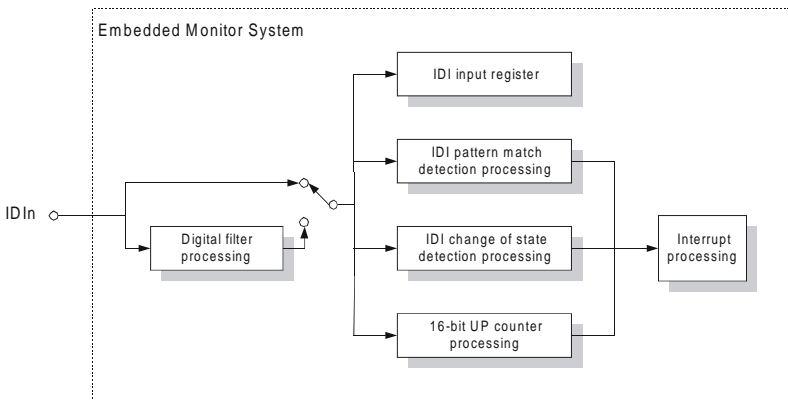 Embedded Monitor System
IDI input register
IDI pattern match
detection processing
IDIn
Digital filter
processing
IDI change of state
detection processing
Interrupt
processing
16-bit UP counter
processing